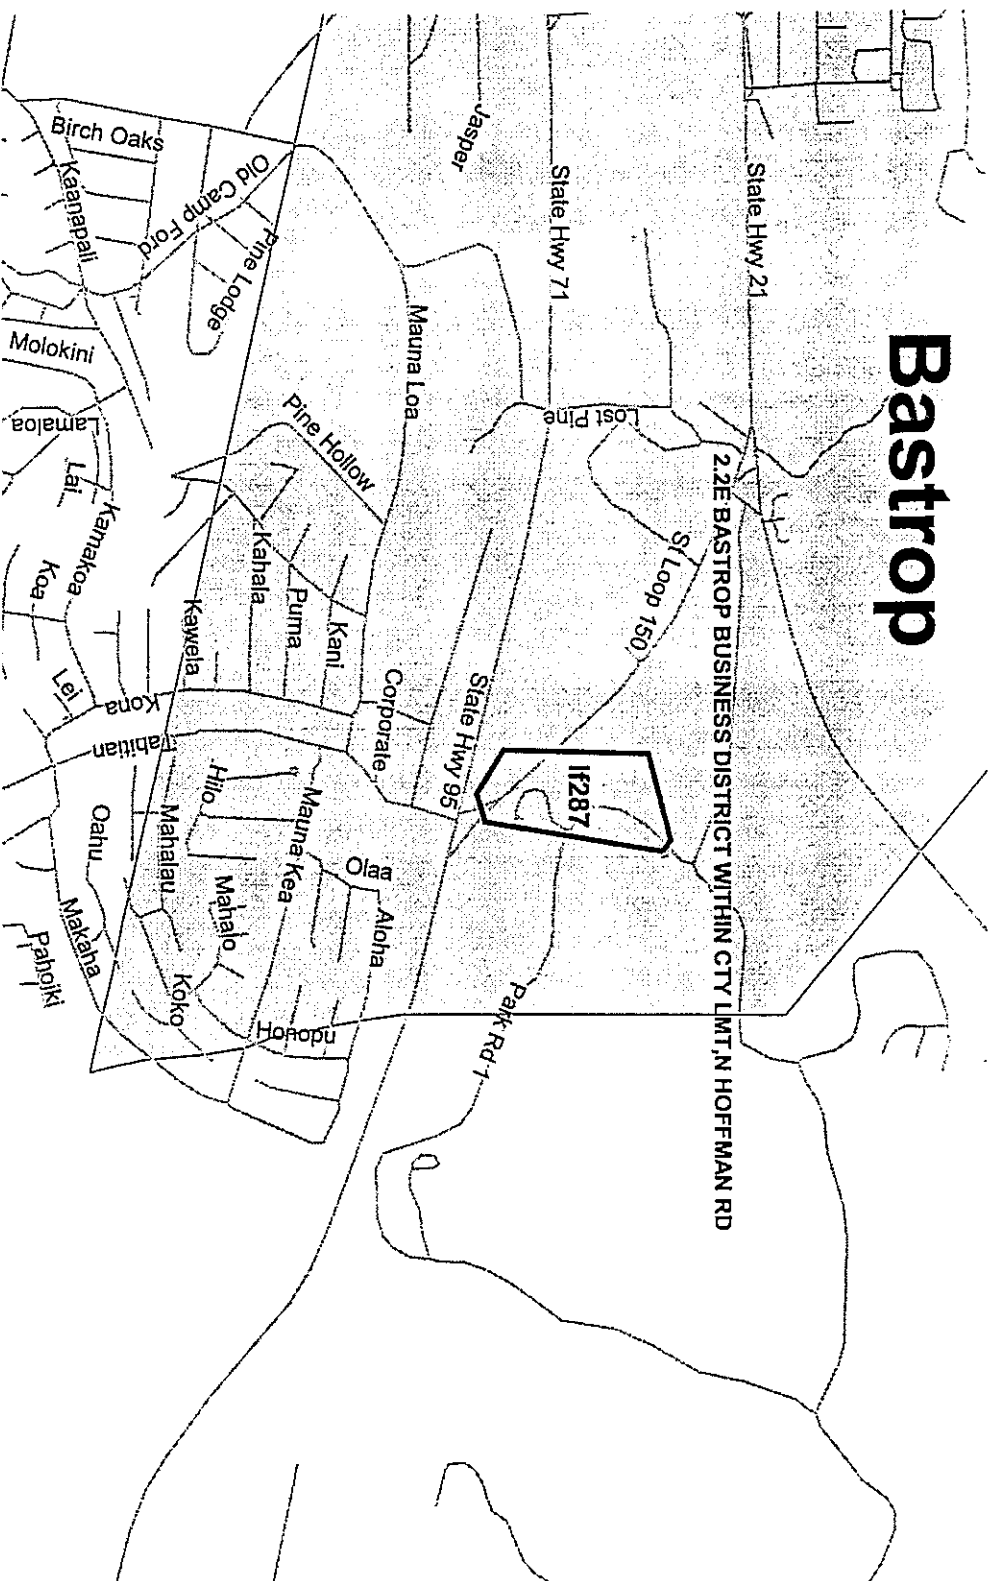 Bastrop
State Hwy 21
2.2E BASTROP BUSINESS DISTRICT WITHIN CTY LMT,N HOFFMAN RD
State Hwy 71
Lost Pine
St Loop 150
lf287
Jasper
Park Rd 1
Mauna Loa
State Hwy 95
Corporate
Aloha
Olaa
Pine Hollow
Kani
Puma
Kahala
Mauna Kea
Honopu
Old Camp Ford
Pine Lodge
Kawela
Hilo
Mahalo
Koko
Birch Oaks
Kaanapali
Kona
Tahitian
Mahalau
Molokini
Lamaloa
Lai
Kamakoa
Koa
Lei
Oahu
Makaha
Pahoiki